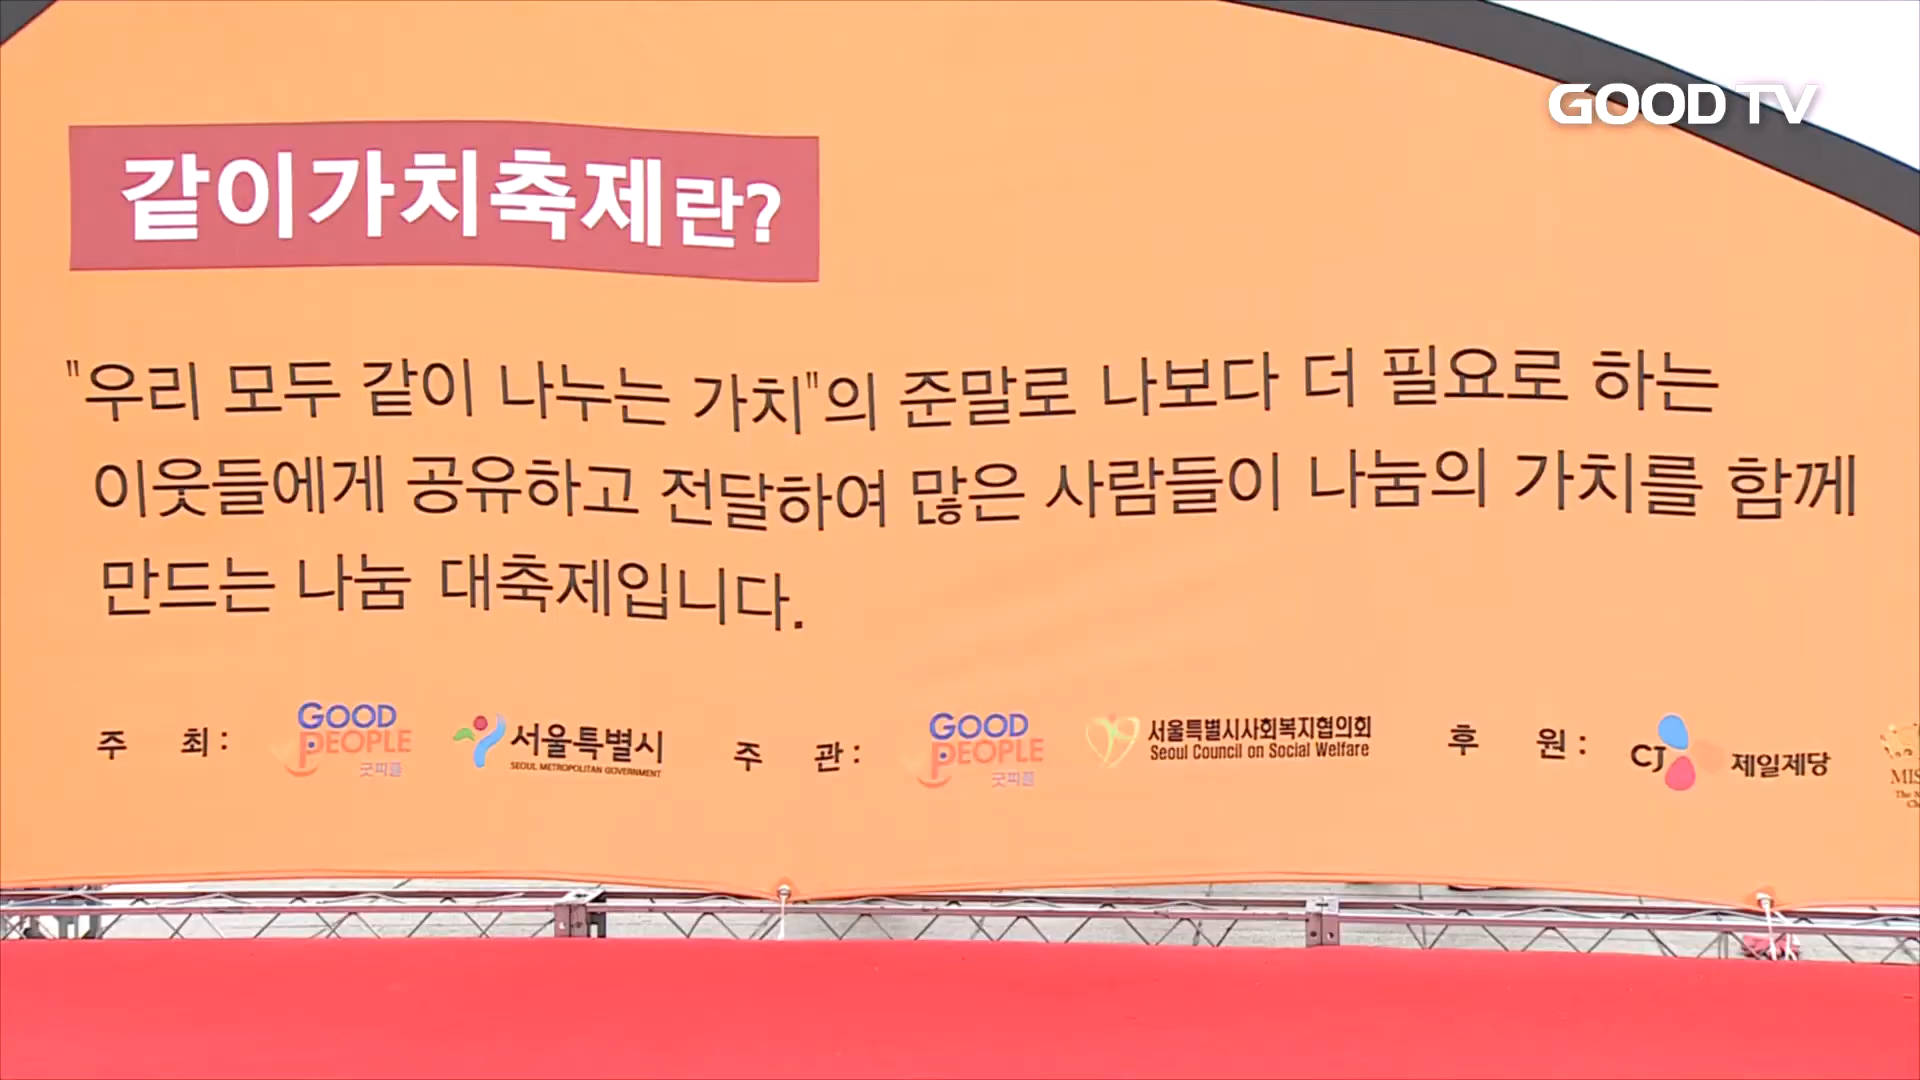 GOOD TV
같이가치축제란?
"우리 모두 같이 나누는 가치"의 준말로 나보다 더 필요로 하는
이웃들에게 공유하고 전달하여 많은 사람들이 나눔의 가치를 함께
만드는 나눔 대축제입니다.
주 최 : GOOD PEOPLE 굿피플 서울특별시 SEOUL METROPOLITAN GOVERNMENT 주 관 : GOOD PEOPLE 굿피플 서울특별시사회복지협의회 Seoul Council on Social Welfare 후 원 : CJ 제일제당